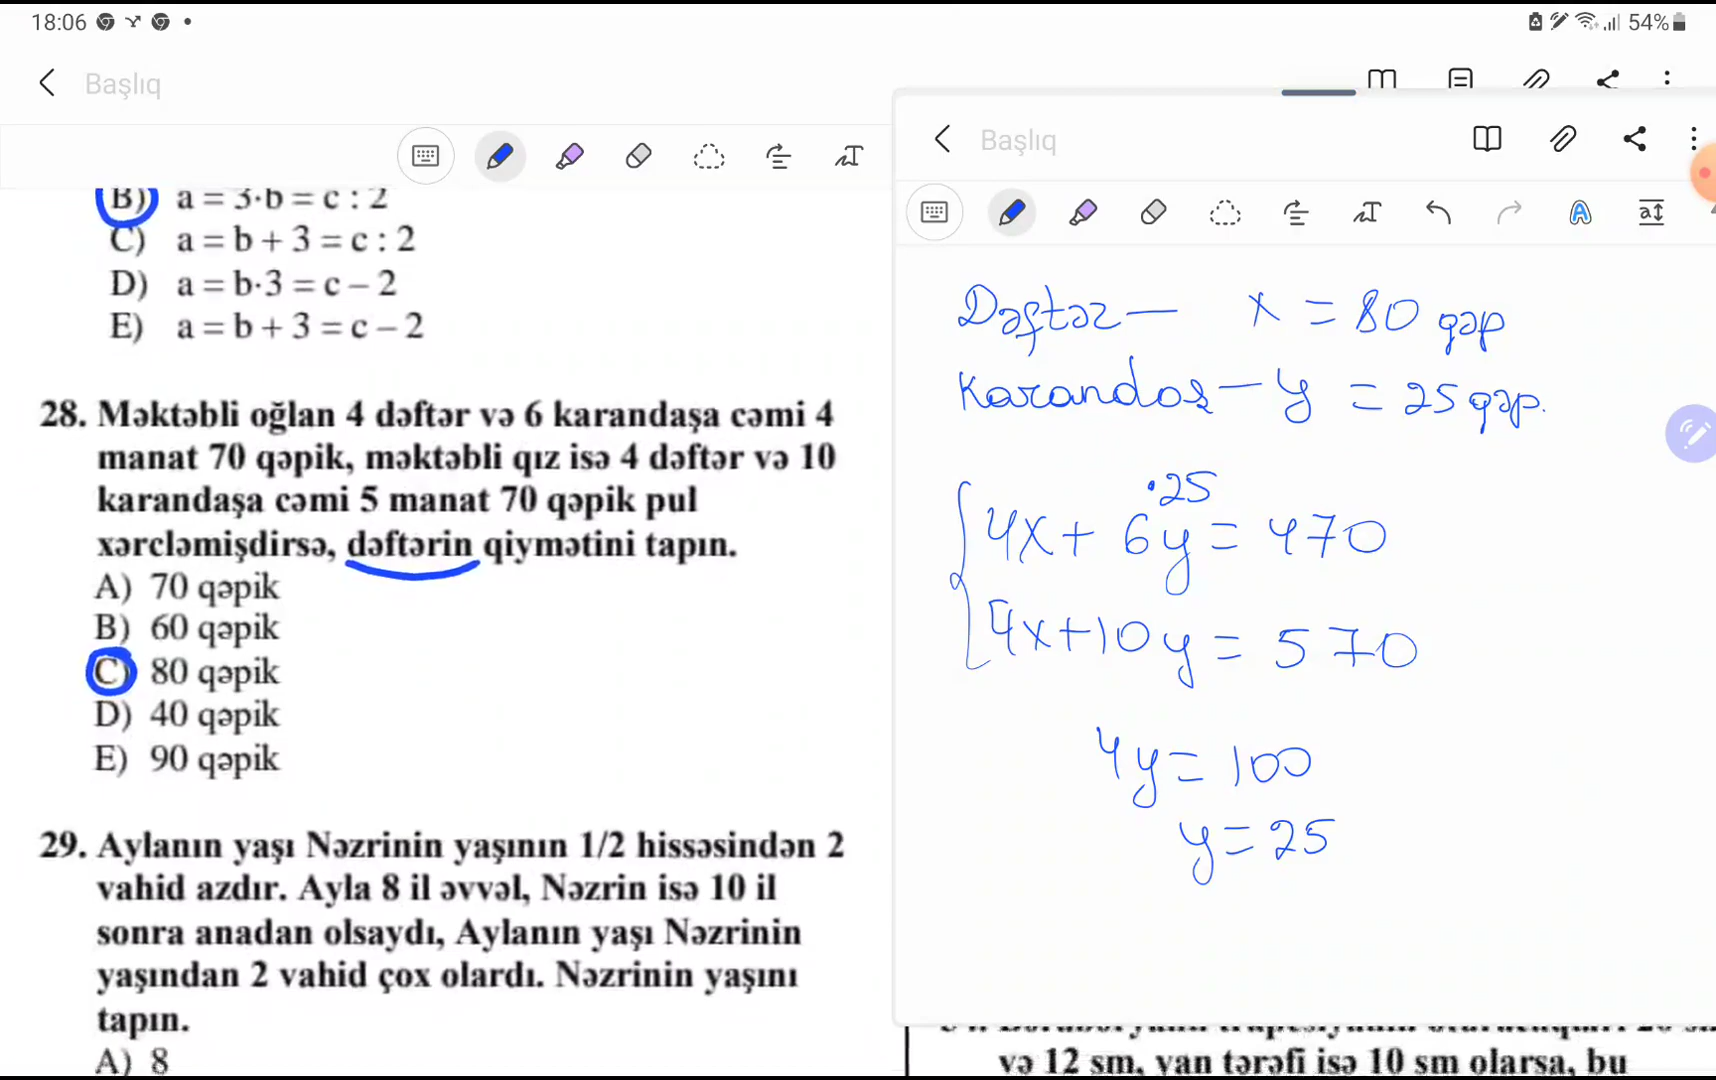 18:06
54%
Başlıq
B) a = 3·b = c : 2
C) a = b + 3 = c : 2
D) a = b·3 = c – 2
E) a = b + 3 = c – 2
28. Məktəbli oğlan 4 dəftər və 6 karandaşa cəmi 4
manat 70 qəpik, məktəbli qız isə 4 dəftər və 10
karandaşa cəmi 5 manat 70 qəpik pul
xərcləmişdirsə, dəftərin qiymətini tapın.
A) 70 qəpik
B) 60 qəpik
C) 80 qəpik
D) 40 qəpik
E) 90 qəpik
29. Aylanın yaşı Nəzrinin yaşının 1/2 hissəsindən 2
vahid azdır. Ayla 8 il əvvəl, Nəzrin isə 10 il
sonra anadan olsaydı, Aylanın yaşı Nəzrinin
yaşından 2 vahid çox olardı. Nəzrinin yaşını
tapın.
A) 8
Başlıq
Dəftər — x = 80 qəp
Karandaş — y = 25 qəp.
·25
4x + 6y = 470
4x+10y = 570
4y = 100
y = 25
və 12 sm, yan tərəfi isə 10 sm olarsa, bu